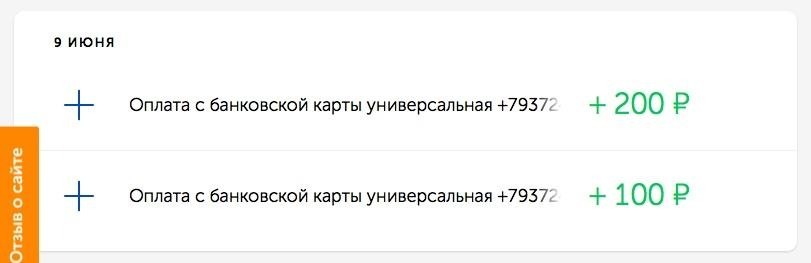 9 ИЮНЯ
Оплата с банковской карты универсальная +79372
+ 200 ₽
Оплата с банковской карты универсальная +79372
+ 100 ₽
Отзыв о сайте